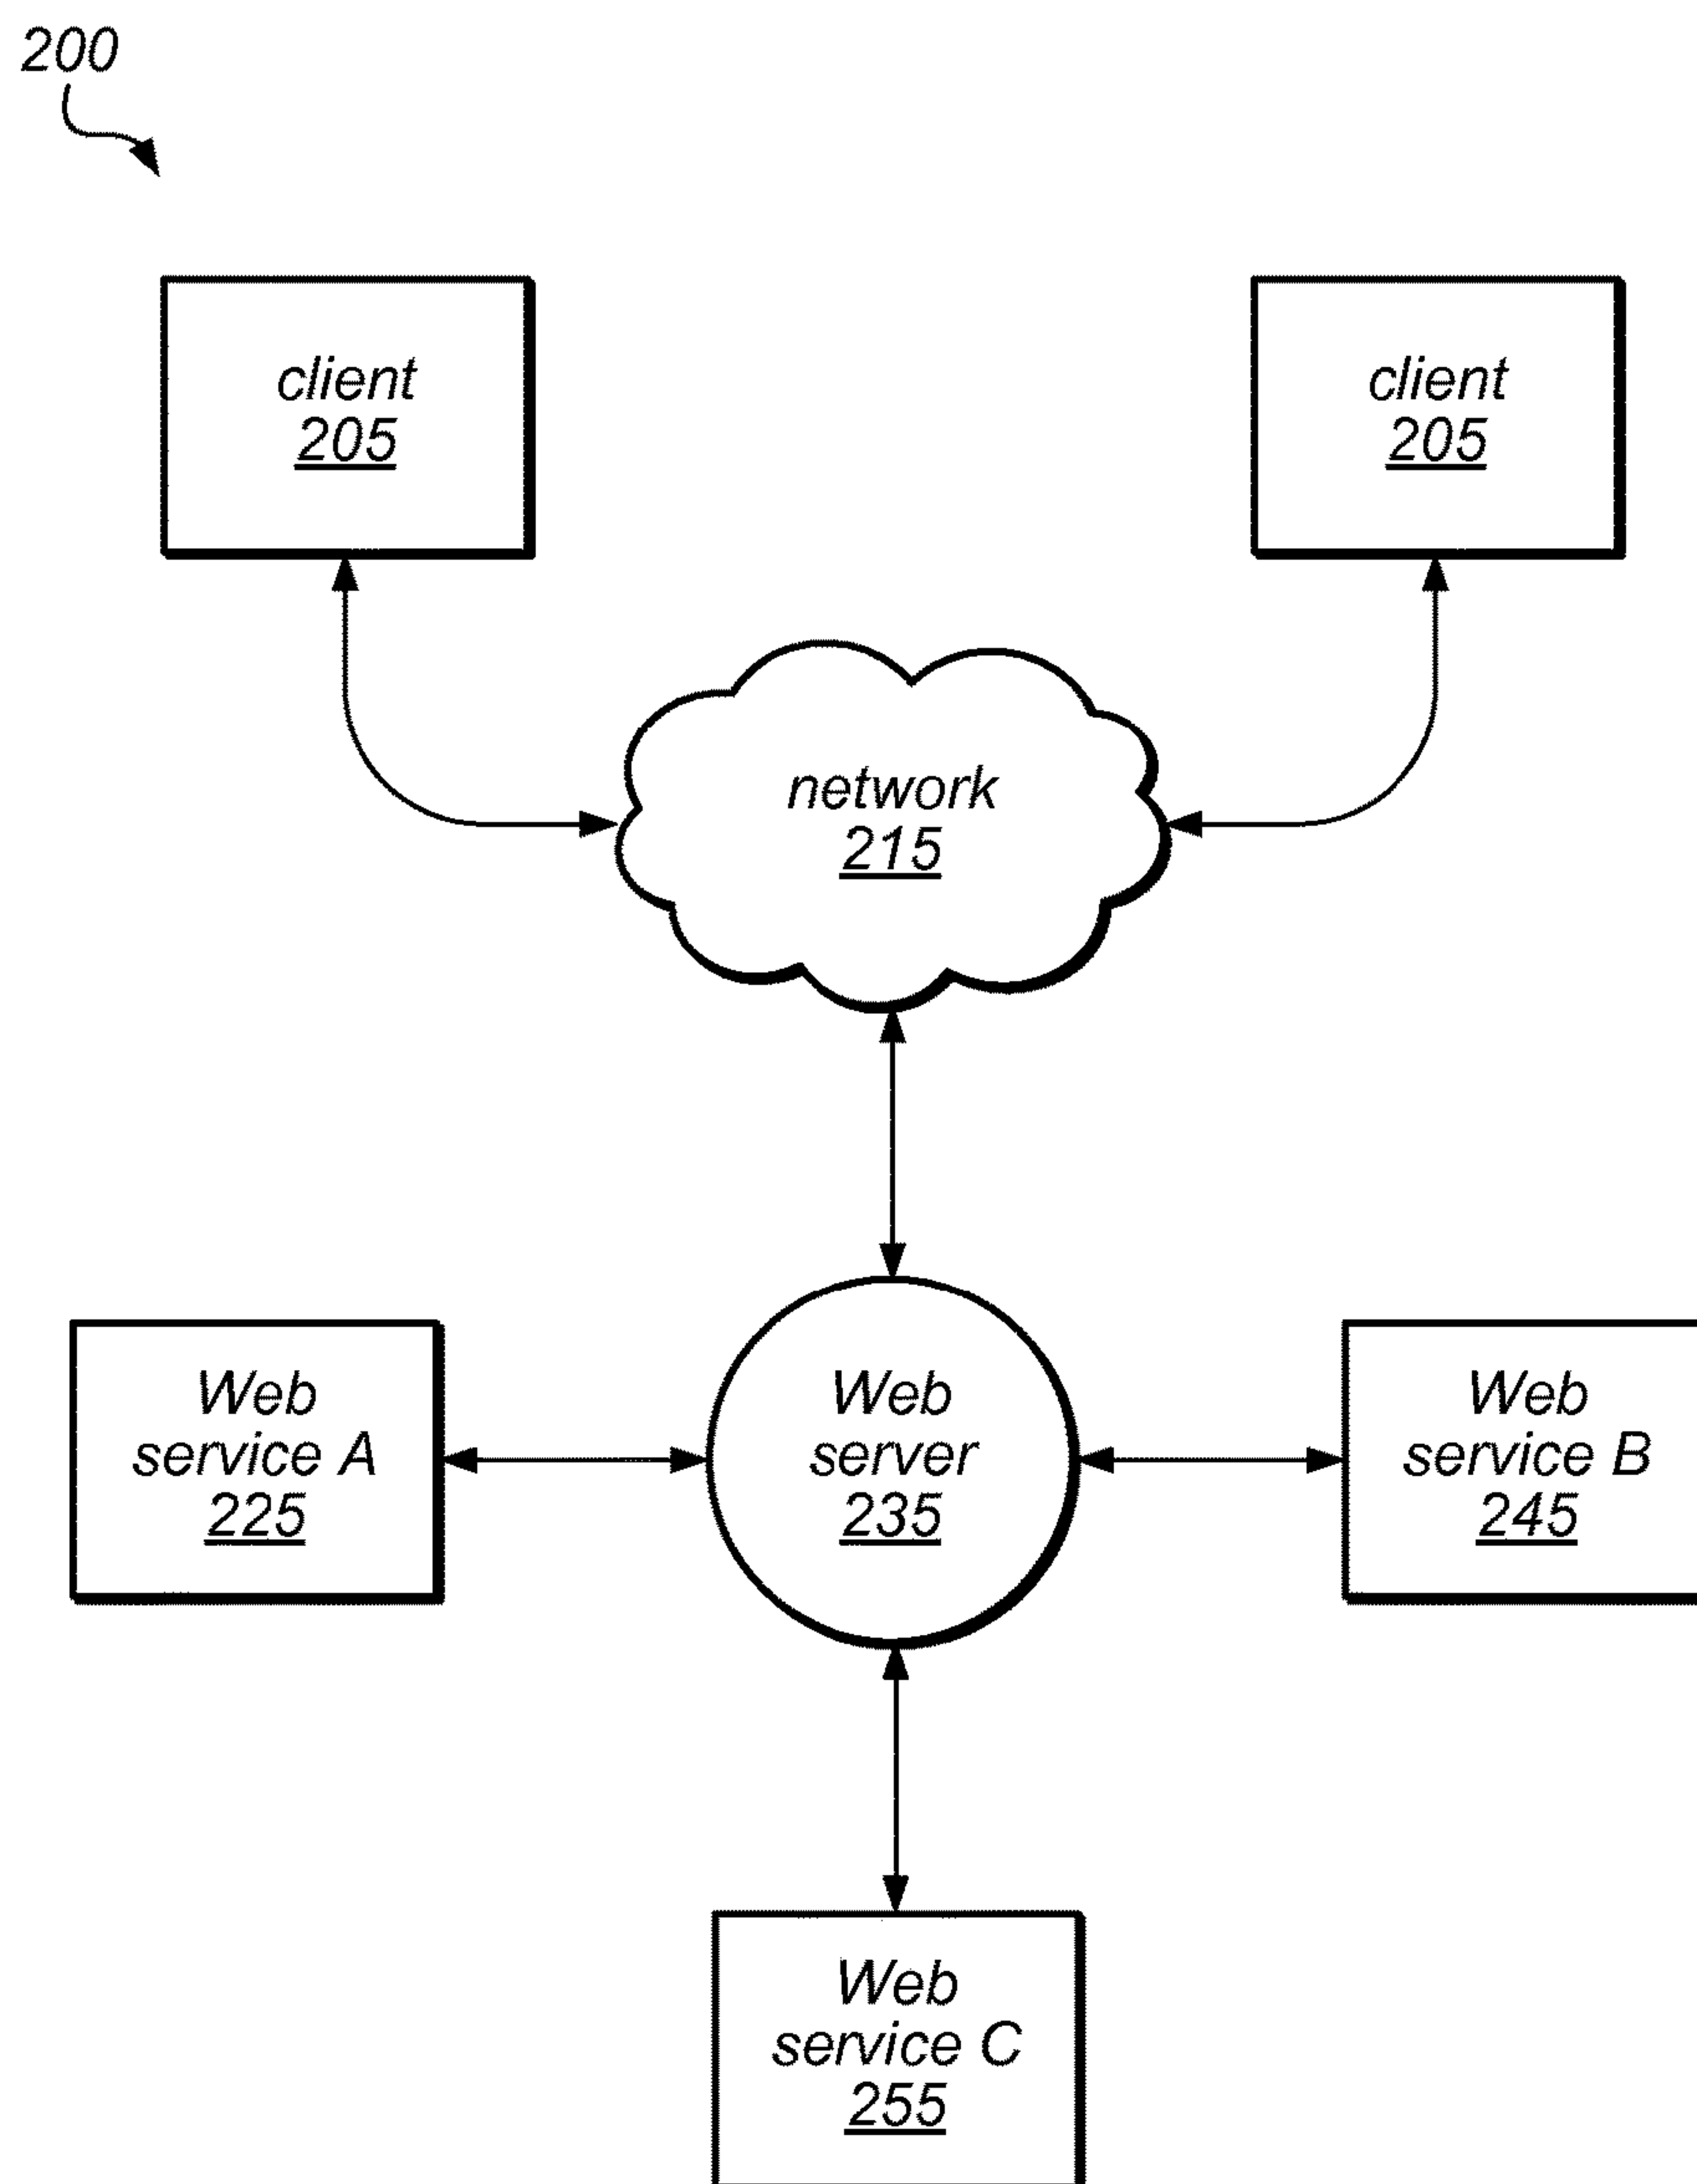 200
client
205
client
205
network
215
Web
service A
225
Web
server
235
Web
service B
245
Web
service C
255